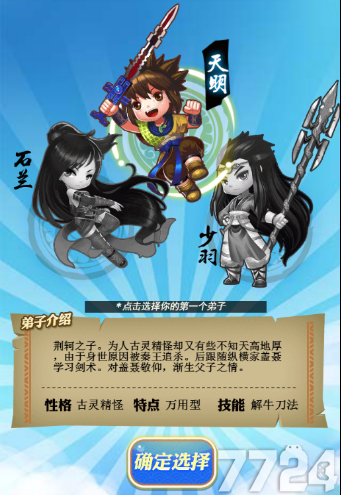 天明
石兰
少羽
*点击选择你的第一个弟子
弟子介绍
荆轲之子。为人古灵精怪却又有些不知天高地厚
，由于身世原因被秦王追杀。后跟随纵横家盖聂
学习剑术。对盖聂敬仰，渐生父子之情。
性格 古灵精怪 特点 万用型 技能 解牛刀法
确定选择
7724